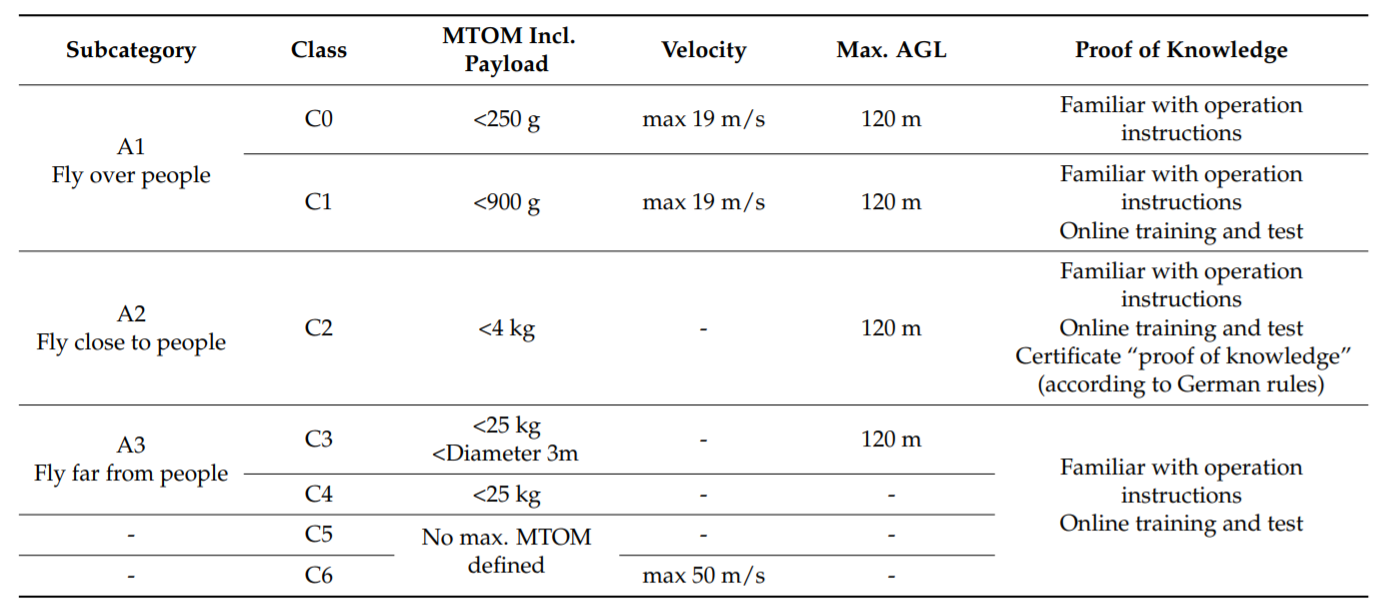 Subcategory Class MTOM Incl. Payload Velocity Max. AGL Proof of Knowledge
A1
Fly over people
C0 <250 g max 19 m/s 120 m
Familiar with operation
instructions
C1 <900 g max 19 m/s 120 m
Familiar with operation
instructions
Online training and test
A2
Fly close to people
C2 <4 kg - 120 m
Familiar with operation
instructions
Online training and test
Certificate “proof of knowledge”
(according to German rules)
A3
Fly far from people
C3
<25 kg
<Diameter 3m
- 120 m
C4 <25 kg - -
Familiar with operation
instructions
Online training and test
- C5
No max. MTOM
defined
- -
- C6 max 50 m/s -